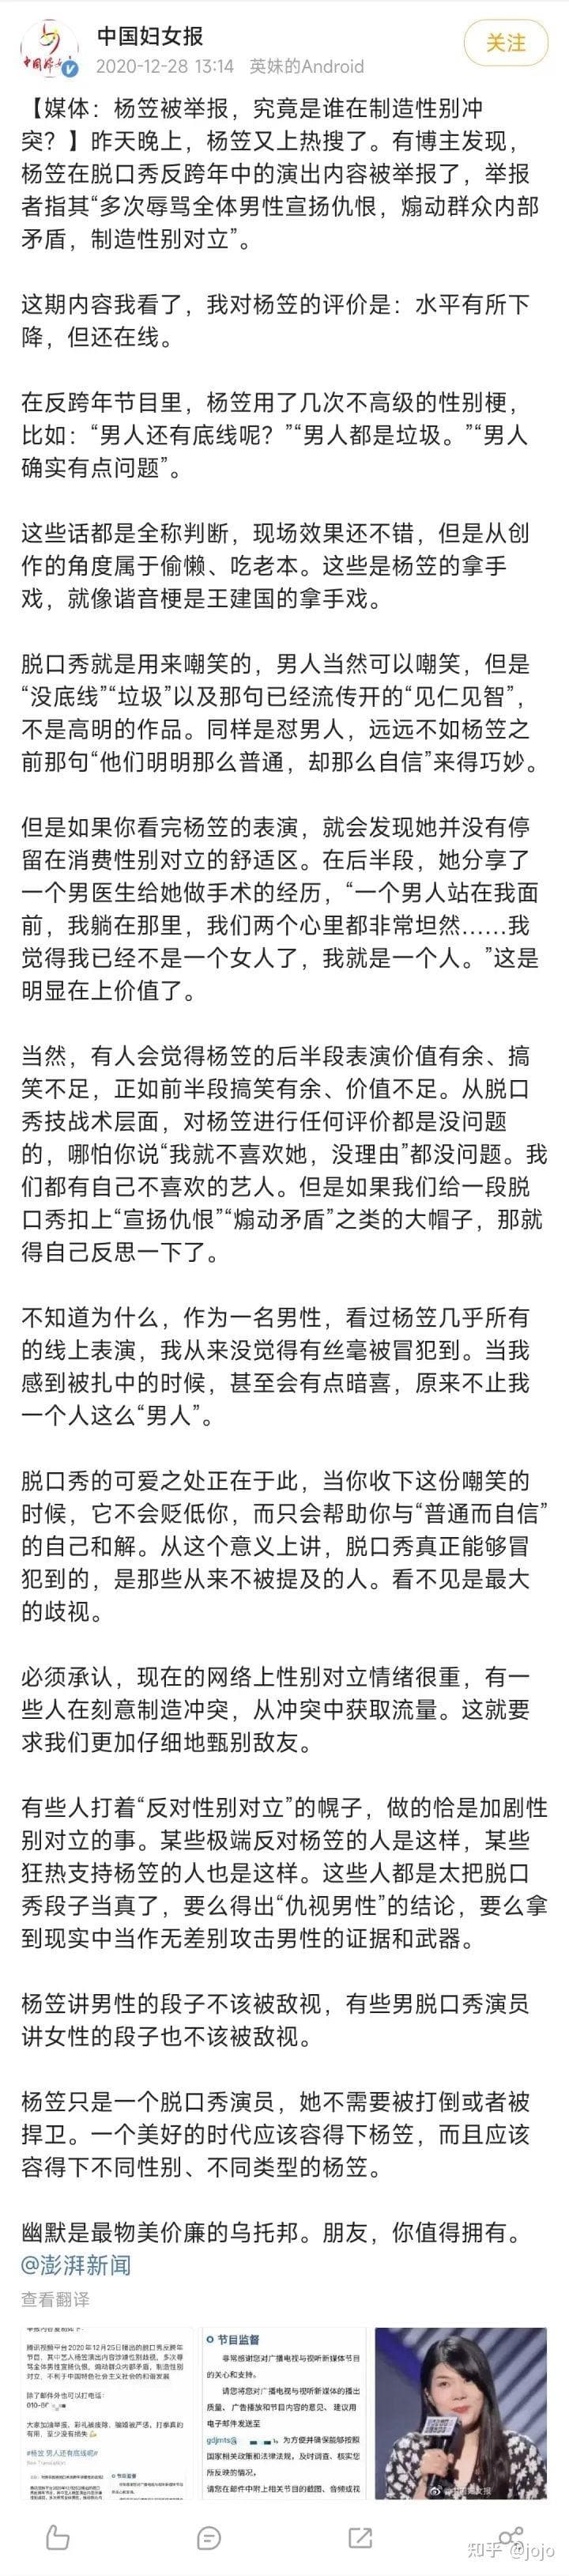 中国妇女报
2020-12-28 13:14 英妹的Android
关注
【媒体：杨笠被举报，究竟是谁在制造性别冲
突？】昨天晚上，杨笠又上热搜了。有博主发现，
杨笠在脱口秀反跨年中的演出内容被举报了，举报
者指其“多次辱骂全体男性宣扬仇恨，煽动群众内部
矛盾，制造性别对立”。
这期内容我看了，我对杨笠的评价是：水平有所下
降，但还在线。
在反跨年节目里，杨笠用了几次不高级的性别梗，
比如：“男人还有底线呢？”“男人都是垃圾。”“男人
确实有点问题”。
这些话都是全称判断，现场效果还不错，但是从创
作的角度属于偷懒、吃老本。这些是杨笠的拿手
戏，就像谐音梗是王建国的拿手戏。
脱口秀就是用来嘲笑的，男人当然可以嘲笑，但是
“没底线”“垃圾”以及那句已经流传开的“见仁见智”，
不是高明的作品。同样是怼男人，远远不如杨笠之
前那句“他们明明那么普通，却那么自信”来得巧妙。
但是如果你看完杨笠的表演，就会发现她并没有停
留在消费性别对立的舒适区。在后半段，她分享了
一个男医生给她做手术的经历，“一个男人站在我面
前，我躺在那里，我们两个心里都非常坦然……我
觉得我已经不是一个女人了，我就是一个人。”这是
明显在上价值了。
当然，有人会觉得杨笠的后半段表演价值有余、搞
笑不足，正如前半段搞笑有余、价值不足。从脱口
秀技战术层面，对杨笠进行任何评价都是没问题
的，哪怕你说“我就不喜欢她，没理由”都没问题。我
们都有自己不喜欢的艺人。但是如果我们给一段脱
口秀扣上“宣扬仇恨”“煽动矛盾”之类的大帽子，那就
得自己反思一下了。
不知道为什么，作为一名男性，看过杨笠几乎所有
的线上表演，我从来没觉得有丝毫被冒犯到。当我
感到被扎中的时候，甚至会有点暗喜，原来不止我
一个人这么“男人”。
脱口秀的可爱之处正在于此，当你收下这份嘲笑的
时候，它不会贬低你，而只会帮助你与“普通而自信”
的自己和解。从这个意义上讲，脱口秀真正能够冒
犯到的，是那些从来不被提及的人。看不见是最大
的歧视。
必须承认，现在的网络上性别对立情绪很重，有一
些人在刻意制造冲突，从冲突中获取流量。这就要
求我们更加仔细地甄别敌友。
有些人打着“反对性别对立”的幌子，做的恰是加剧性
别对立的事。某些极端反对杨笠的人是这样，某些
狂热支持杨笠的人也是这样。这些人都是太把脱口
秀段子当真了，要么得出“仇视男性”的结论，要么拿
到现实中当作无差别攻击男性的证据和武器。
杨笠讲男性的段子不该被敌视，有些男脱口秀演员
讲女性的段子也不该被敌视。
杨笠只是一个脱口秀演员，她不需要被打倒或者被
捍卫。一个美好的时代应该容得下杨笠，而且应该
容得下不同性别、不同类型的杨笠。
幽默是最物美价廉的乌托邦。朋友，你值得拥有。
@澎湃新闻
查看翻译
腾讯视频平台2020年12月25日播出的脱口秀反跨年
节目，其中艺人杨笠演出内容涉嫌性别歧视，多次辱
骂全体男性宣扬仇恨，煽动群众内部矛盾，制造性别
对立，不利于中国特色社会主义社会的和谐发展
除了邮件外也可以打电话：
#杨笠 男人还有底线呢#
节目监督
非常感谢您对广播电视与视听新媒体节目
的关心和支持。
请您将您对广播电视与视听新媒体的播出
质量、广告播放和节目内容的意见、建议用
电子邮件发送至
gdjmts@ 。为方便并确保能够按照
国家相关政策和法律法规，及时调查、核实您
所反映的情况，
请您在邮件中附上相关节目的截图、音频或视
知乎 @jojo